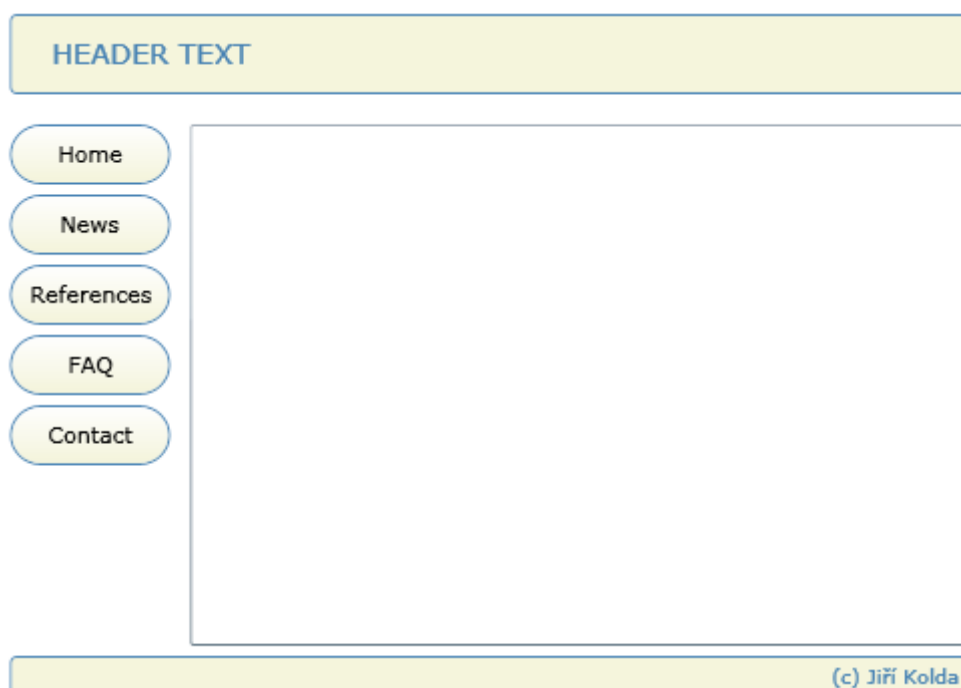 HEADER TEXT
Home
News
References
FAQ
Contact
(c) Jiří Kolda